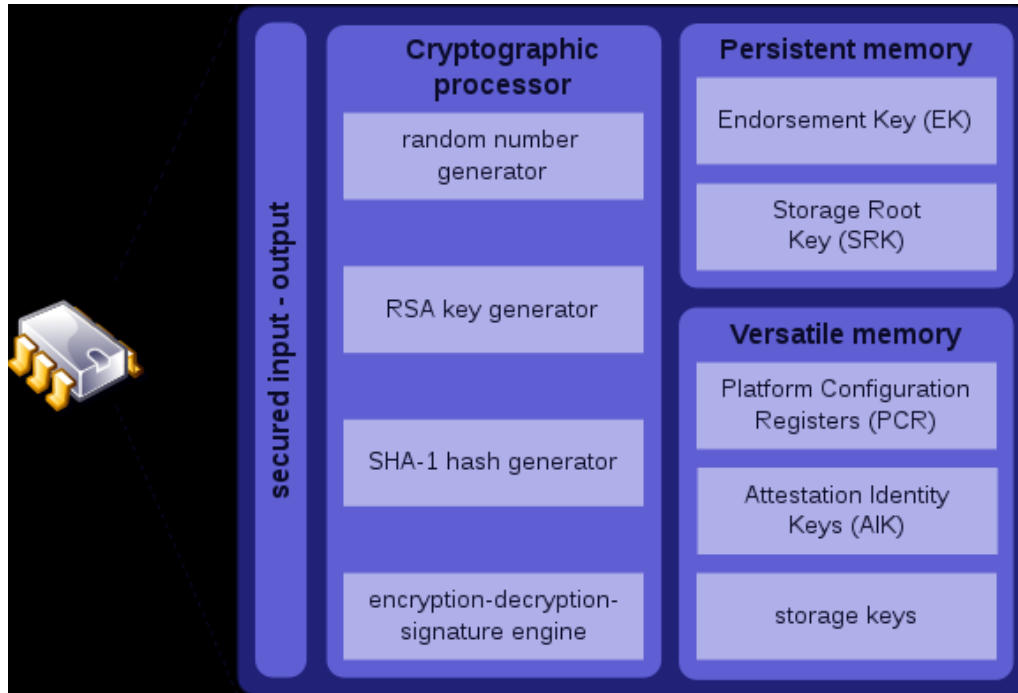 secured input - output
Cryptographic
processor
random number
generator
RSA key generator
SHA-1 hash generator
encryption-decryption-
signature engine
Persistent memory
Endorsement Key (EK)
Storage Root
Key (SRK)
Versatile memory
Platform Configuration
Registers (PCR)
Attestation Identity
Keys (AIK)
storage keys